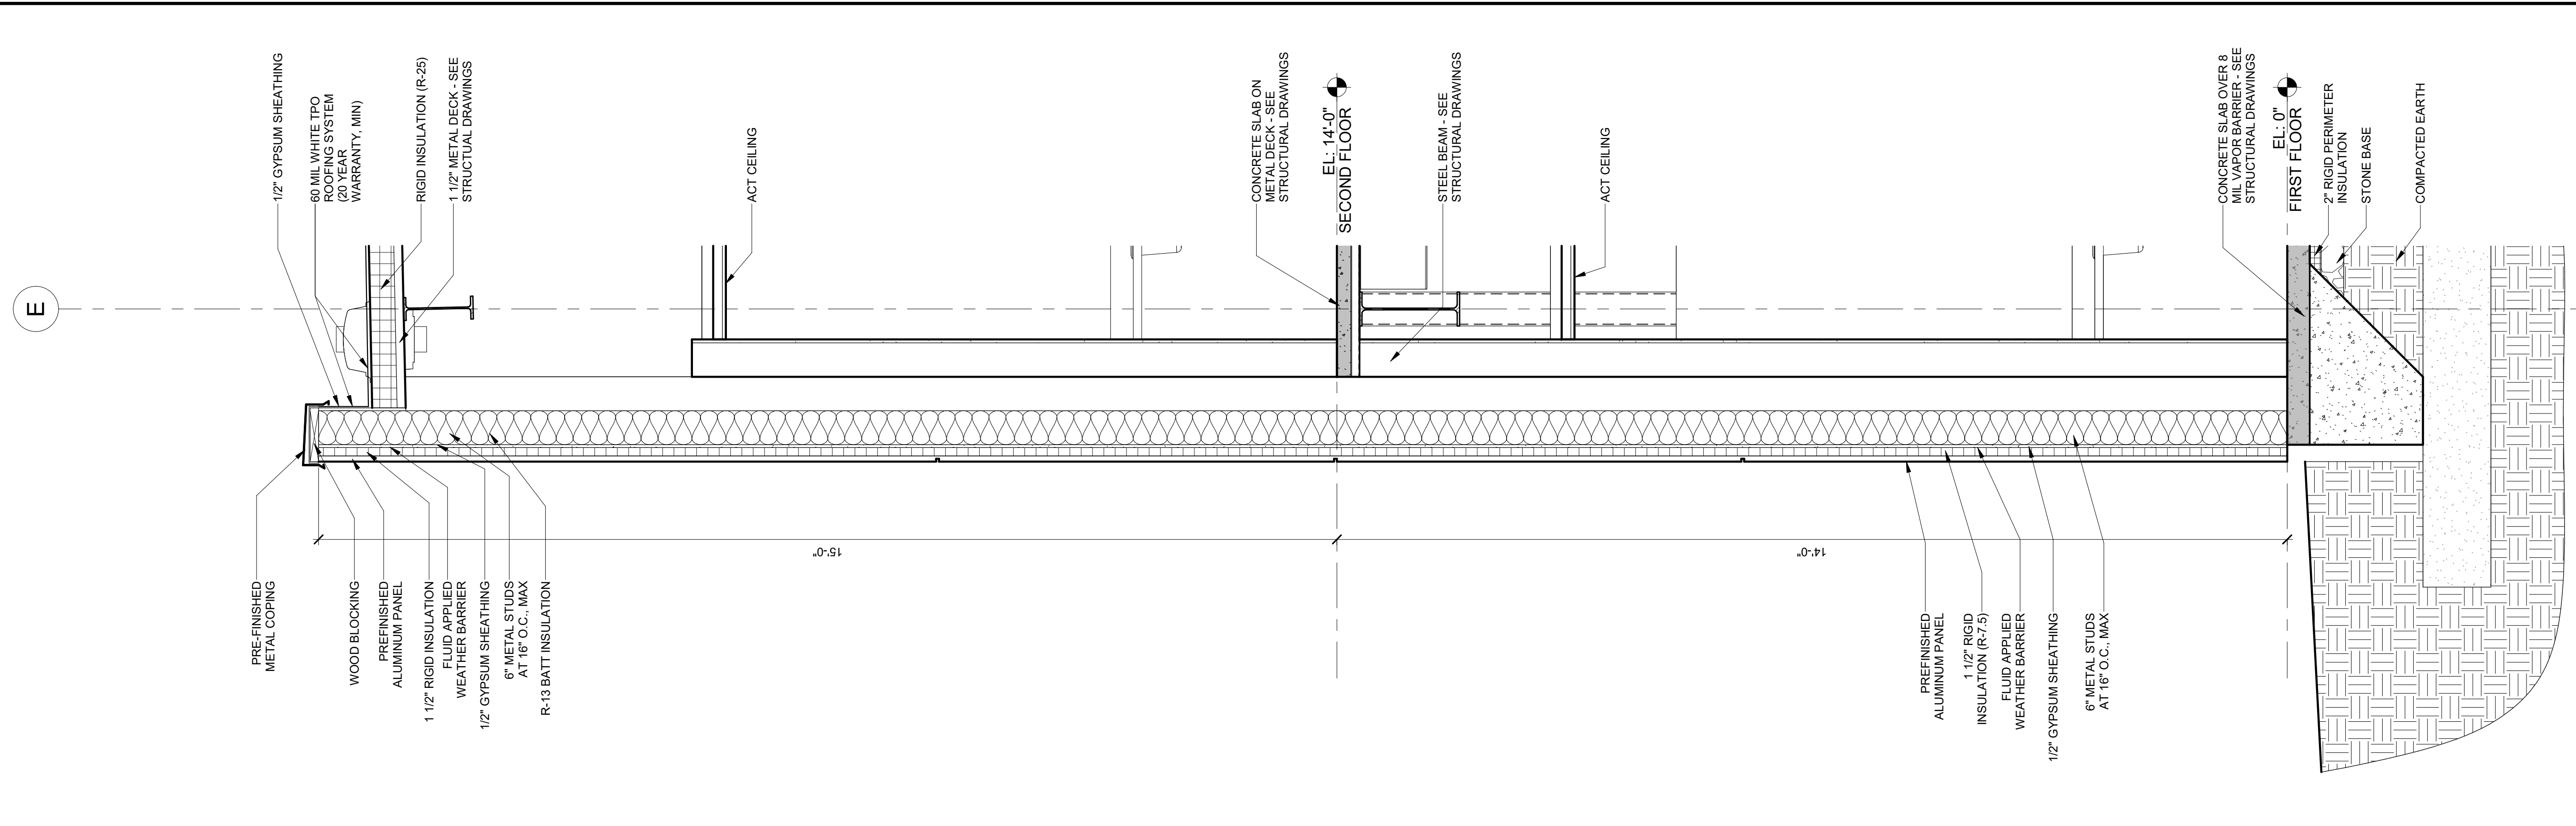 E
1/2" GYPSUM SHEATHING
60 MIL WHITE TPO
ROOFING SYSTEM
(20 YEAR
WARRANTY, MIN)
RIGID INSULATION (R-25)
1 1/2" METAL DECK - SEE
STRUCTUAL DRAWINGS
ACT CEILING
CONCRETE SLAB ON
METAL DECK - SEE
STRUCTURAL DRAWINGS
EL: 14'-0"
SECOND FLOOR
STEEL BEAM - SEE
STRUCTURAL DRAWINGS
ACT CEILING
CONCRETE SLAB OVER 8
MIL VAPOR BARRIER - SEE
STRUCTURAL DRAWINGS
EL: 0"
FIRST FLOOR
2" RIGID PERIMETER
INSULATION
STONE BASE
COMPACTED EARTH
15'-0"
14'-0"
PRE-FINISHED
METAL COPING
WOOD BLOCKING
PREFINISHED
ALUMINUM PANEL
1 1/2" RIGID INSULATION
FLUID APPLIED
WEATHER BARRIER
1/2" GYPSUM SHEATHING
6" METAL STUDS
AT 16" O.C., MAX
R-13 BATT INSULATION
PREFINISHED
ALUMINUM PANEL
1 1/2" RIGID
INSULATION (R-7.5)
FLUID APPLIED
WEATHER BARRIER
1/2" GYPSUM SHEATHING
6" METAL STUDS
AT 16" O.C., MAX